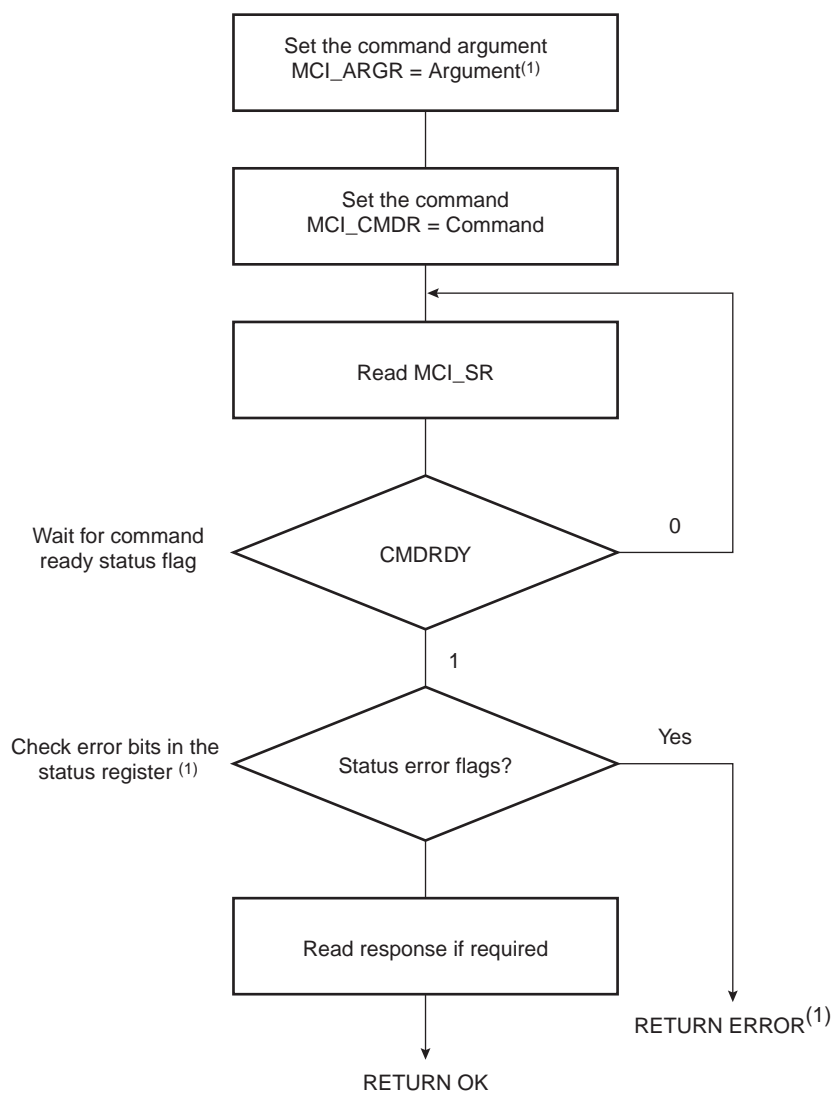 Set the command argument
MCI_ARGR = Argument(1)
Set the command
MCI_CMDR = Command
Read MCI_SR
Wait for command
ready status flag
CMDRDY
0
1
Check error bits in the
status register (1)
Status error flags?
Yes
Read response if required
RETURN ERROR(1)
RETURN OK